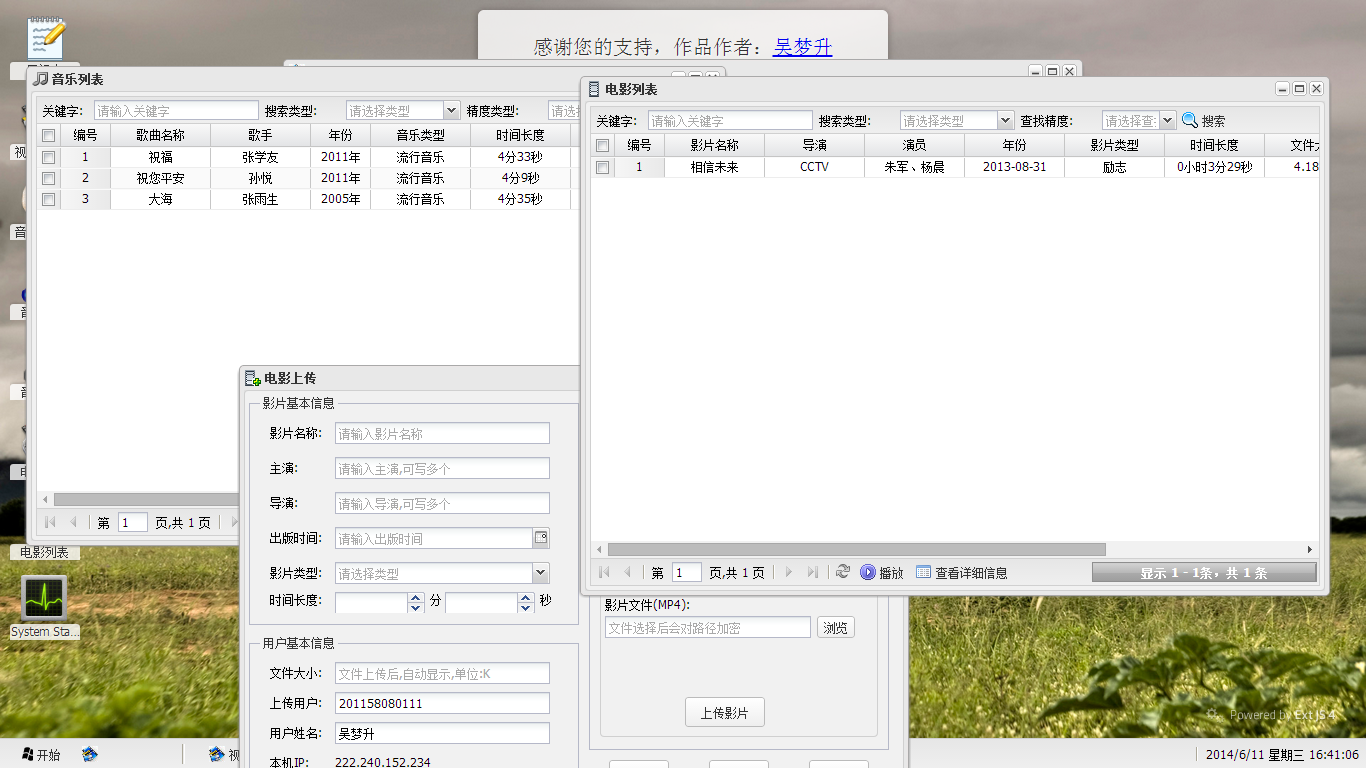 感谢您的支持，作品作者：吴梦升
音乐列表
关键字: 请输入关键字 搜索类型: 请选择类型 精度类型:
编号 歌曲名称 歌手 年份 音乐类型 时间长度
1 祝福 张学友 2011年 流行音乐 4分33秒
2 祝您平安 孙悦 2011年 流行音乐 4分9秒
3 大海 张雨生 2005年 流行音乐 4分35秒
第 1 页,共 1 页
电影列表
关键字: 请输入关键字 搜索类型: 请选择类型 查找精度: 请选择查 搜索
编号 影片名称 导演 演员 年份 影片类型 时间长度 文件
1 相信未来 CCTV 朱军、杨晨 2013-08-31 励志 0小时3分29秒 4.18
第 1 页,共 1 页 播放 查看详细信息 显示 1 - 1条，共 1 条
电影上传
影片基本信息
影片名称: 请输入影片名称
主演: 请输入主演,可写多个
导演: 请输入导演,可写多个
出版时间: 请输入出版时间
影片类型: 请选择类型
时间长度: 分 秒
用户基本信息
文件大小: 文件上传后,自动显示,单位:K
上传用户: 201158080111
用户姓名: 吴梦升
本机IP: 222.240.152.234
影片文件(MP4):
文件选择后会对路径加密 浏览
上传影片
视
音
电影列表
System Sta...
Powered by Ext JS 4
开始 视 2014/6/11 星期三 16:41:06